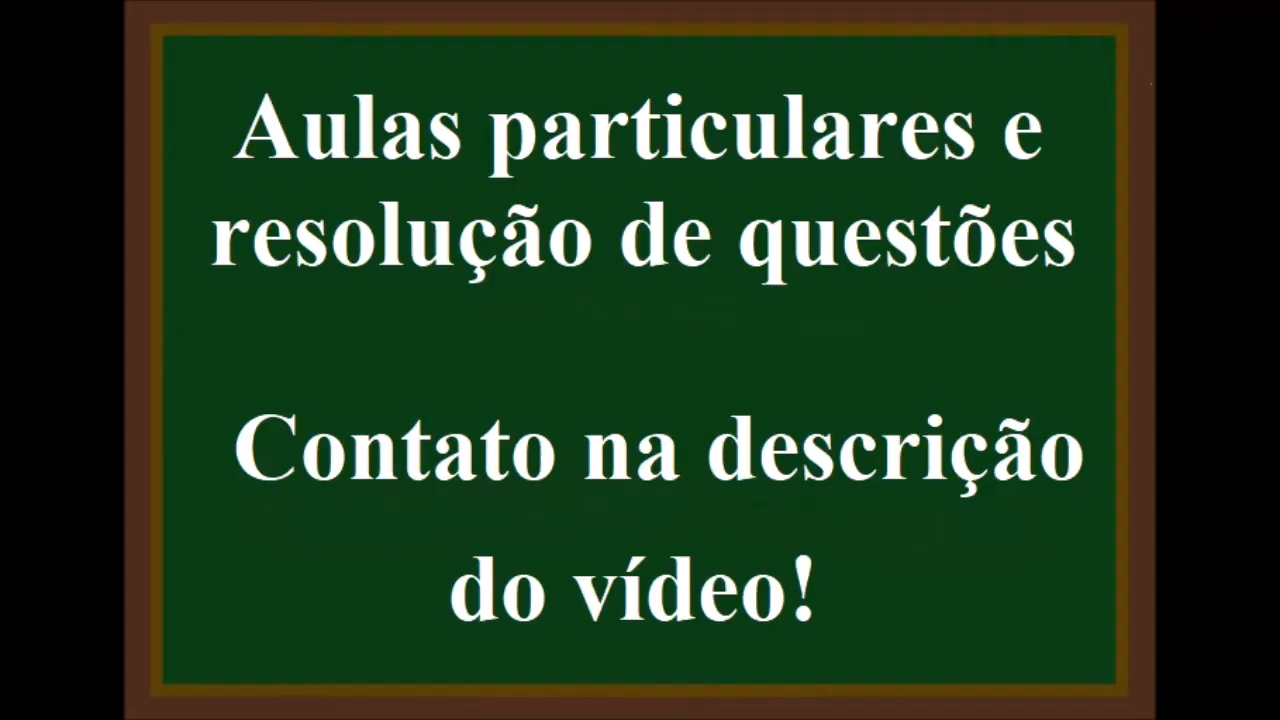 Aulas particulares e
resolução de questões
Contato na descrição
do vídeo!